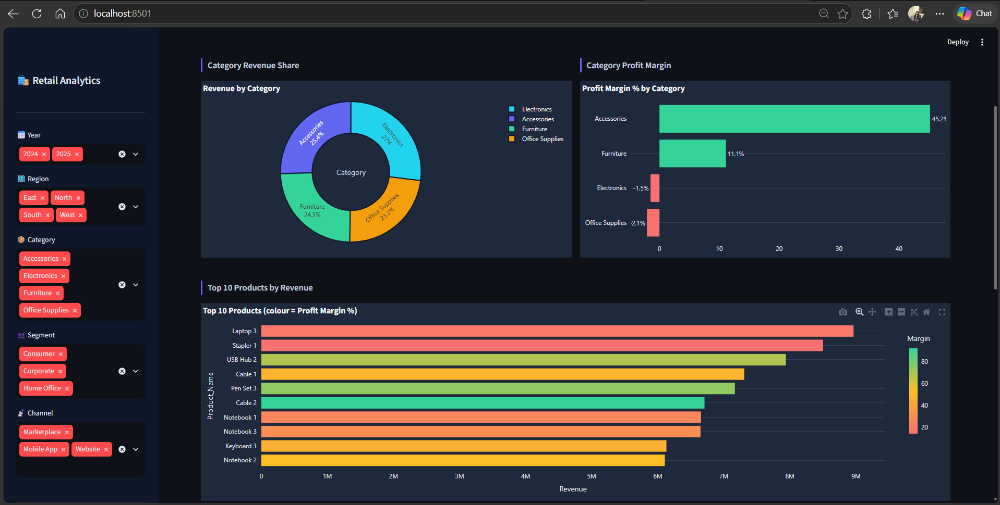 localhost:8501
Chat
Deploy
Retail Analytics
Year
2024 × 2025 ×
Region
East × North ×
South × West ×
Category
Accessories ×
Electronics ×
Furniture ×
Office Supplies ×
Segment
Consumer ×
Corporate ×
Home Office ×
Channel
Marketplace ×
Mobile App × Website ×
Category Revenue Share
Revenue by Category
Electronics
27%
Office Supplies
23.2%
Furniture
24.3%
Accessories
25.4%
Category
Electronics
Accessories
Furniture
Office Supplies
Category Profit Margin
Profit Margin % by Category
Accessories 45.2%
Furniture 11.1%
Electronics -1.5%
Office Supplies -2.1%
0 10 20 30 40
Top 10 Products by Revenue
Top 10 Products (colour = Profit Margin %)
Product_Name
Laptop 3
Stapler 1
USB Hub 2
Cable 1
Pen Set 3
Cable 2
Notebook 1
Notebook 3
Keyboard 3
Notebook 2
0 1M 2M 3M 4M 5M 6M 7M 8M 9M
Revenue
Margin
80
60
40
20